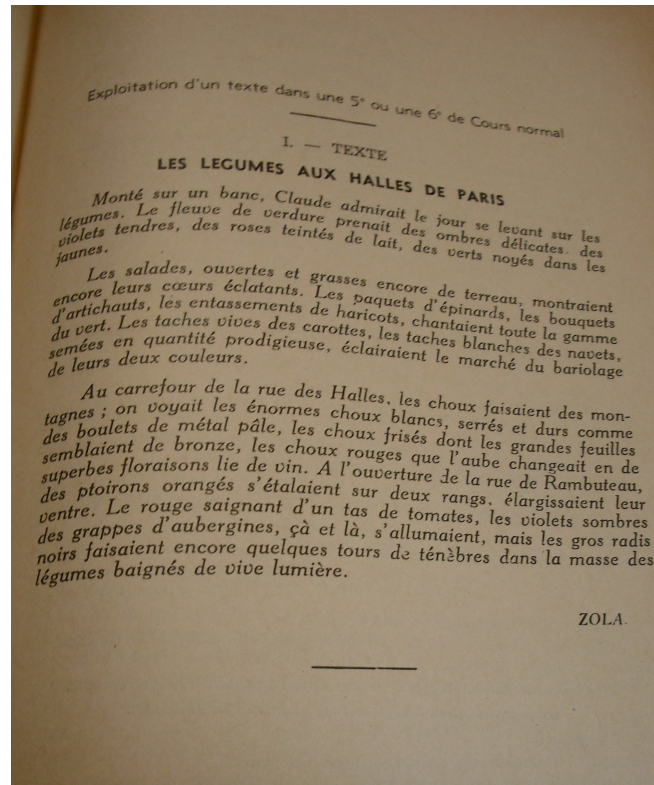 Exploitation d'un texte dans une 5e ou une 6e de Cours normal
I. — TEXTE
LES LEGUMES AUX HALLES DE PARIS
Monté sur un banc, Claude admirait le jour se levant sur les
légumes. Le fleuve de verdure prenait des ombres délicates. des
violets tendres, des roses teintés de lait, des verts noyés dans les
jaunes.
Les salades, ouvertes et grasses encore de terreau, montraient
encore leurs cœurs éclatants. Les paquets d'épinards, les bouquets
d'artichauts, les entassements de haricots, chantaient toute la gamme
du vert. Les taches vives des carottes, les taches blanches des navets,
semées en quantité prodigieuse, éclairaient le marché du bariolage
de leurs deux couleurs.
Au carrefour de la rue des Halles, les choux faisaient des mon-
tagnes ; on voyait les énormes choux blancs, serrés et durs comme
des boulets de métal pâle, les choux frisés dont les grandes feuilles
semblaient de bronze, les choux rouges que l'aube changeait en de
superbes floraisons lie de vin. A l'ouverture de la rue de Rambuteau,
des ptoirons orangés s'étalaient sur deux rangs. élargissaient leur
ventre. Le rouge saignant d'un tas de tomates, les violets sombres
des grappes d'aubergines, çà et là, s'allumaient, mais les gros radis
noirs faisaient encore quelques tours de ténèbres dans la masse des
légumes baignés de vive lumière.
ZOLA.